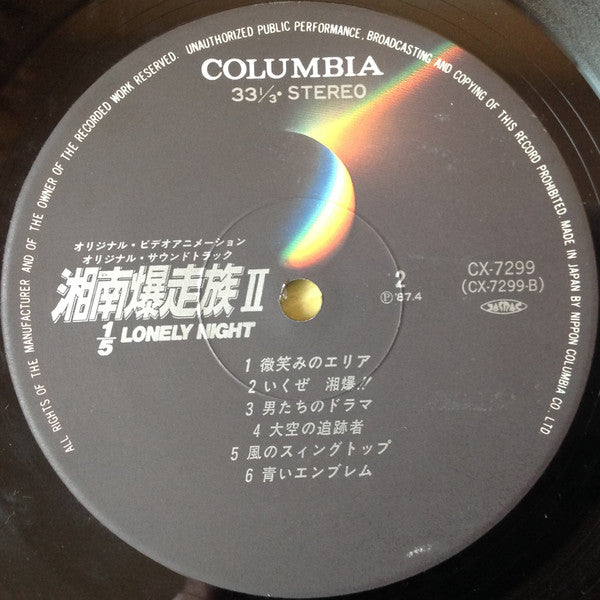 ALL RIGHTS OF THE MANUFACTURER AND OF THE OWNER OF THE RECORDED WORK RESERVED. UNAUTHORIZED PUBLIC PERFORMANCE, BROADCASTING AND COPYING OF THIS RECORD PROHIBITED. MADE IN JAPAN BY NIPPON COLUMBIA CO., LTD
COLUMBIA
33 1/3 • STEREO
オリジナル・ビデオアニメーション
オリジナル・サウンドトラック
湘南爆走族 II
1/5 LONELY NIGHT
2
Ⓟ '87.4
CX-7299
(CX-7299-B)
JASRAC
1 微笑みのエリア
2 いくぜ 湘爆!!
3 男たちのドラマ
4 大空の追跡者
5 風のスィングトップ
6 青いエンブレム